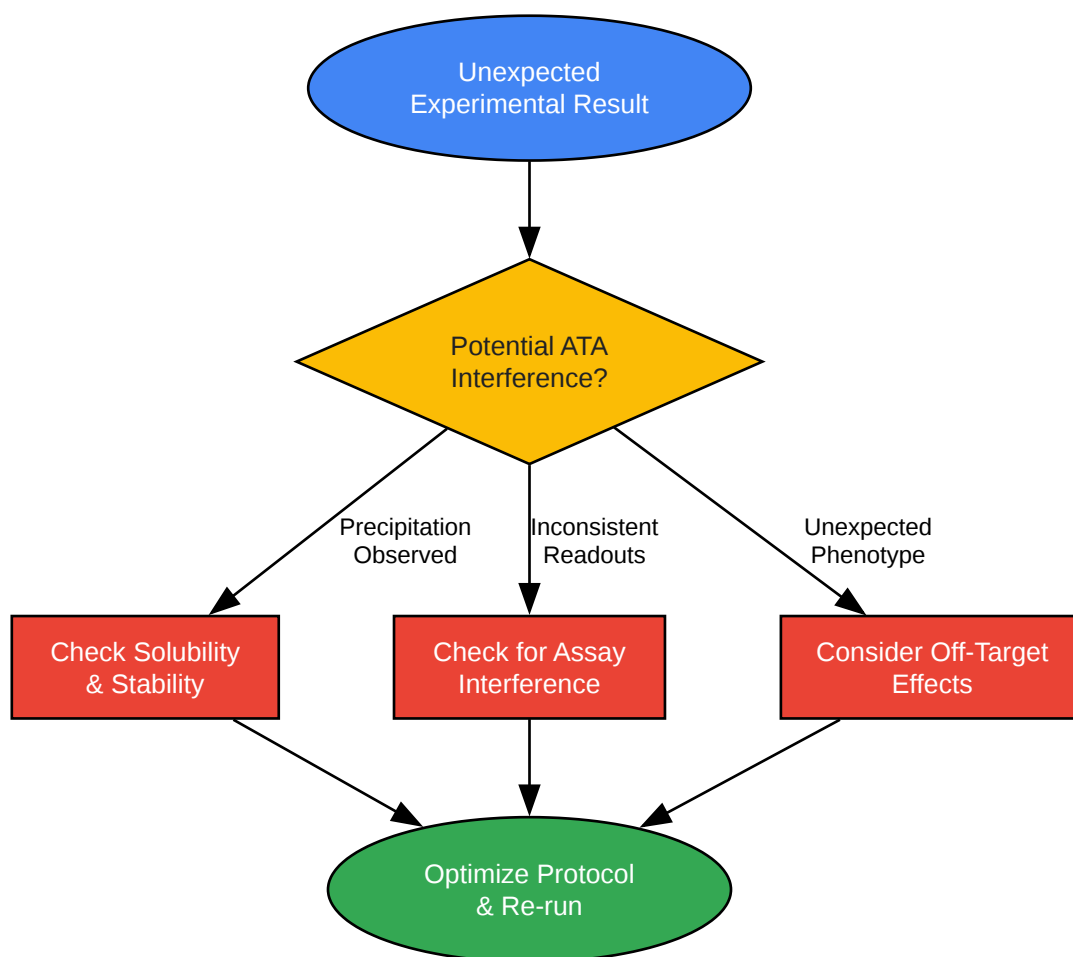 Unexpected
Experimental Result
Potential ATA
Interference?
Precipitation
Observed
Inconsistent
Readouts
Unexpected
Phenotype
Check Solubility
& Stability
Check for Assay
Interference
Consider Off-Target
Effects
Optimize Protocol
& Re-run